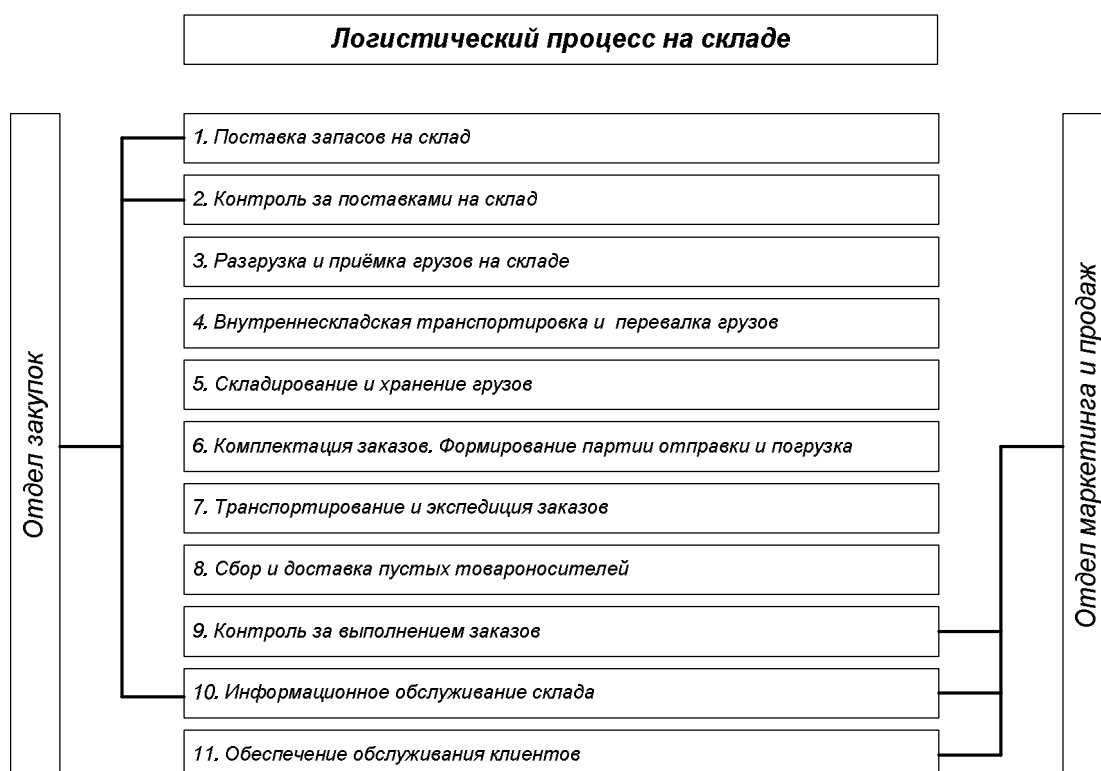 Логистический процесс на складе
Отдел закупок
1. Поставка запасов на склад
2. Контроль за поставками на склад
3. Разгрузка и приёмка грузов на складе
4. Внутреннескладская транспортировка и перевалка грузов
5. Складирование и хранение грузов
6. Комплектация заказов. Формирование партии отправки и погрузка
7. Транспортирование и экспедиция заказов
8. Сбор и доставка пустых товароносителей
9. Контроль за выполнением заказов
10. Информационное обслуживание склада
11. Обеспечение обслуживания клиентов
Отдел маркетинга и продаж